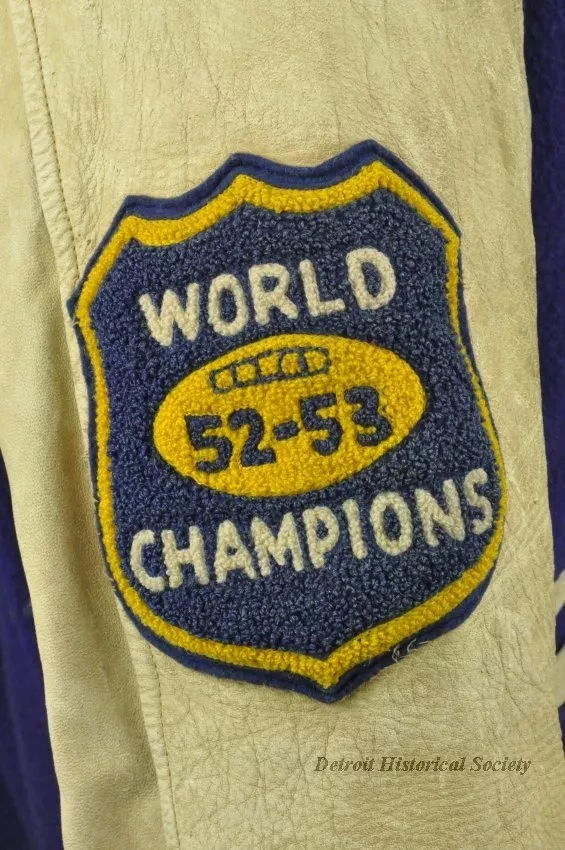 WORLD
52-53
CHAMPIONS
Detroit Historical Society